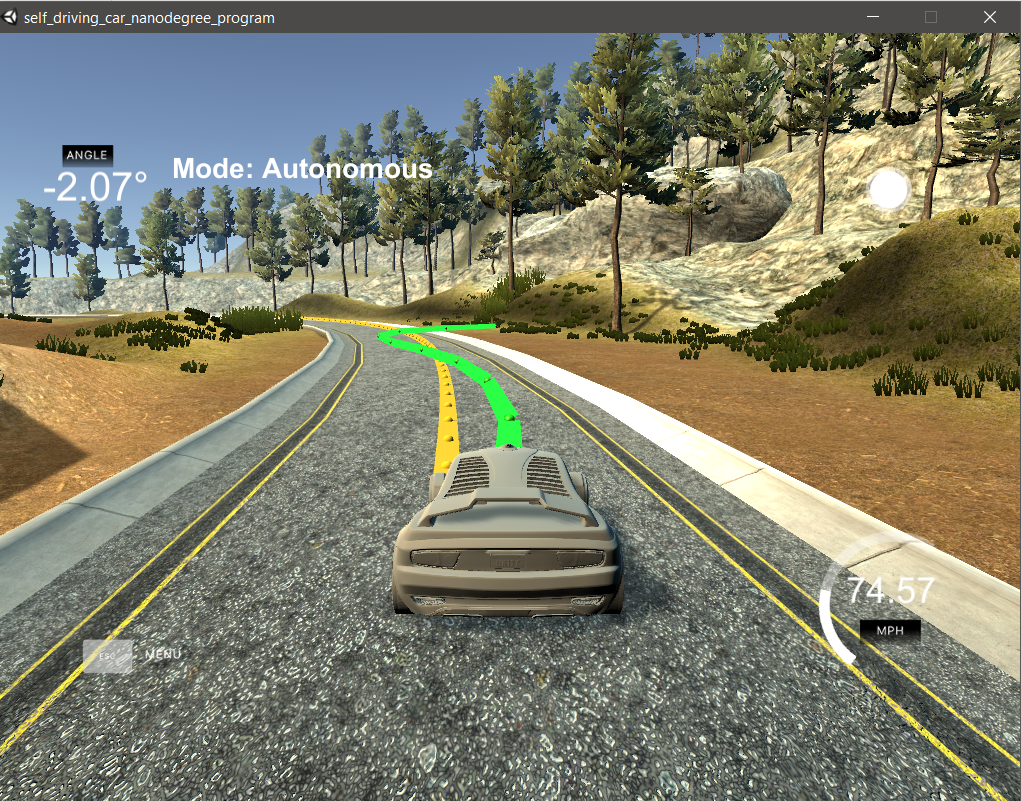 self_driving_car_nanodegree_program
ANGLE
-2.07°
Mode: Autonomous
74.57
MPH
ESC
MENU